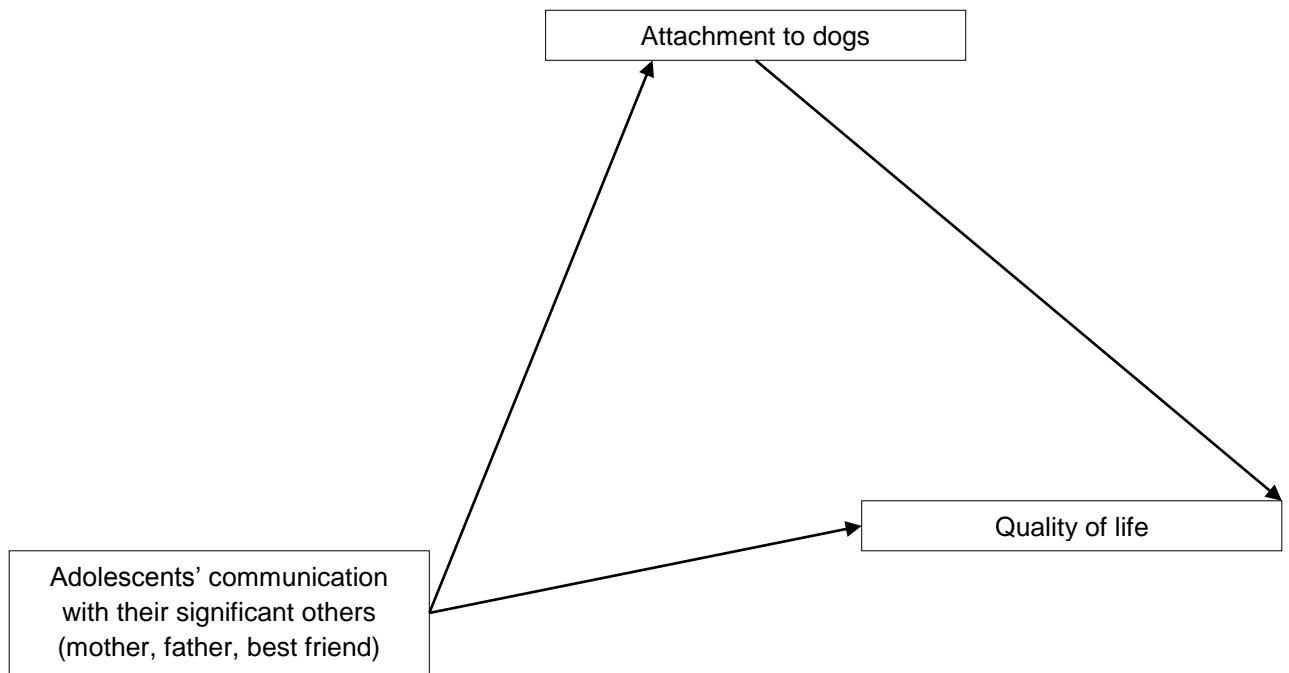 Attachment to dogs
Quality of life
Adolescents’ communication
with their significant others
(mother, father, best friend)